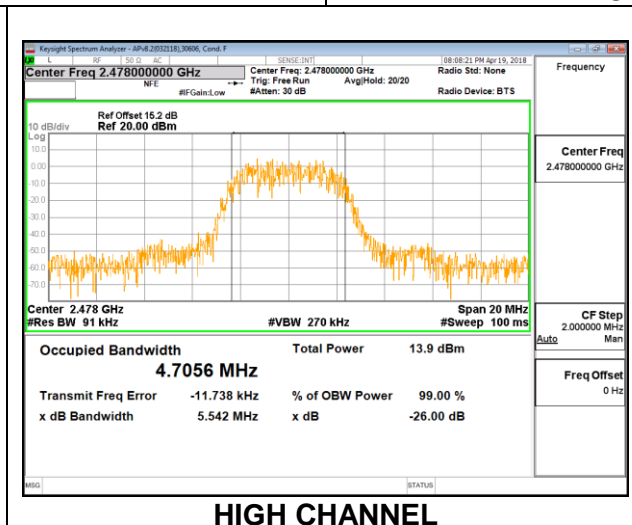 Keysight Spectrum Analyzer - APv8.2(032118),30606, Cond. F
L RF 50 Ω AC SENSE:INT 08:08:21 PM Apr 19, 2018
Center Freq 2.478000000 GHz Center Freq: 2.478000000 GHz Radio Std: None Frequency
NFE Trig: Free Run Avg|Hold: 20/20
#IFGain:Low #Atten: 30 dB Radio Device: BTS
Ref Offset 15.2 dB
10 dB/div Ref 20.00 dBm
Log
10.0
0.00
-10.0
-20.0
-30.0
-40.0
-50.0
-60.0
-70.0
Center Freq
2.478000000 GHz
Center 2.478 GHz Span 20 MHz
#Res BW 91 kHz #VBW 270 kHz #Sweep 100 ms
CF Step
2.000000 MHz
Auto Man
Occupied Bandwidth Total Power 13.9 dBm
4.7056 MHz
Freq Offset
0 Hz
Transmit Freq Error -11.738 kHz % of OBW Power 99.00 %
x dB Bandwidth 5.542 MHz x dB -26.00 dB
MSG STATUS
HIGH CHANNEL